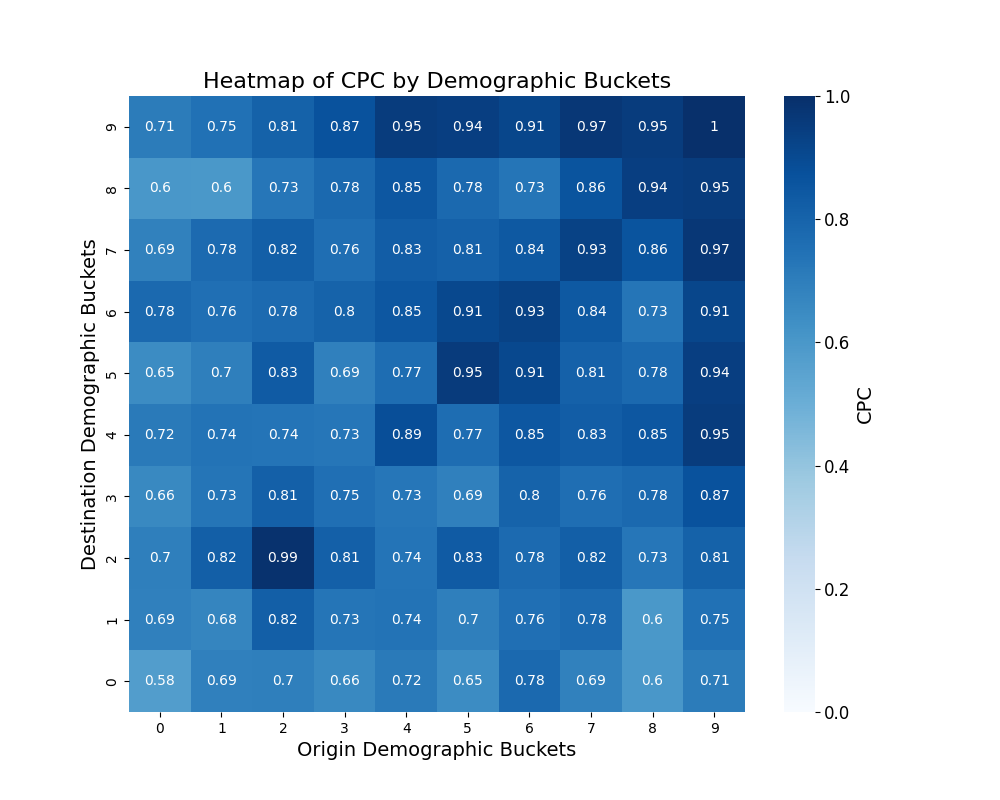 Heatmap of CPC by Demographic Buckets
9 0.71 0.75 0.81 0.87 0.95 0.94 0.91 0.97 0.95 1
8 0.6 0.6 0.73 0.78 0.85 0.78 0.73 0.86 0.94 0.95
7 0.69 0.78 0.82 0.76 0.83 0.81 0.84 0.93 0.86 0.97
6 0.78 0.76 0.78 0.8 0.85 0.91 0.93 0.84 0.73 0.91
5 0.65 0.7 0.83 0.69 0.77 0.95 0.91 0.81 0.78 0.94
4 0.72 0.74 0.74 0.73 0.89 0.77 0.85 0.83 0.85 0.95
3 0.66 0.73 0.81 0.75 0.73 0.69 0.8 0.76 0.78 0.87
2 0.7 0.82 0.99 0.81 0.74 0.83 0.78 0.82 0.73 0.81
1 0.69 0.68 0.82 0.73 0.74 0.7 0.76 0.78 0.6 0.75
0 0.58 0.69 0.7 0.66 0.72 0.65 0.78 0.69 0.6 0.71
0 1 2 3 4 5 6 7 8 9
Origin Demographic Buckets
Destination Demographic Buckets
1.0
0.8
0.6
0.4
0.2
0.0
CPC